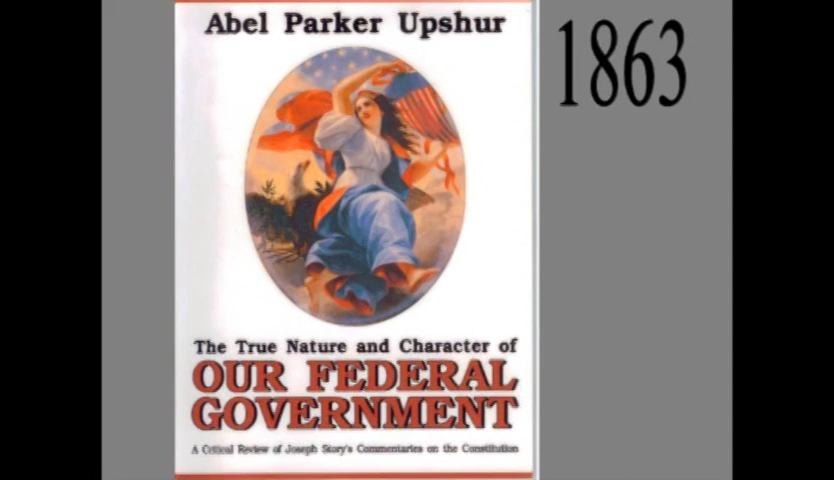 Abel Parker Upshur
1863
The True Nature and Character of
OUR FEDERAL
GOVERNMENT
A Critical Review of Joseph Story's Commentaries on the Constitution